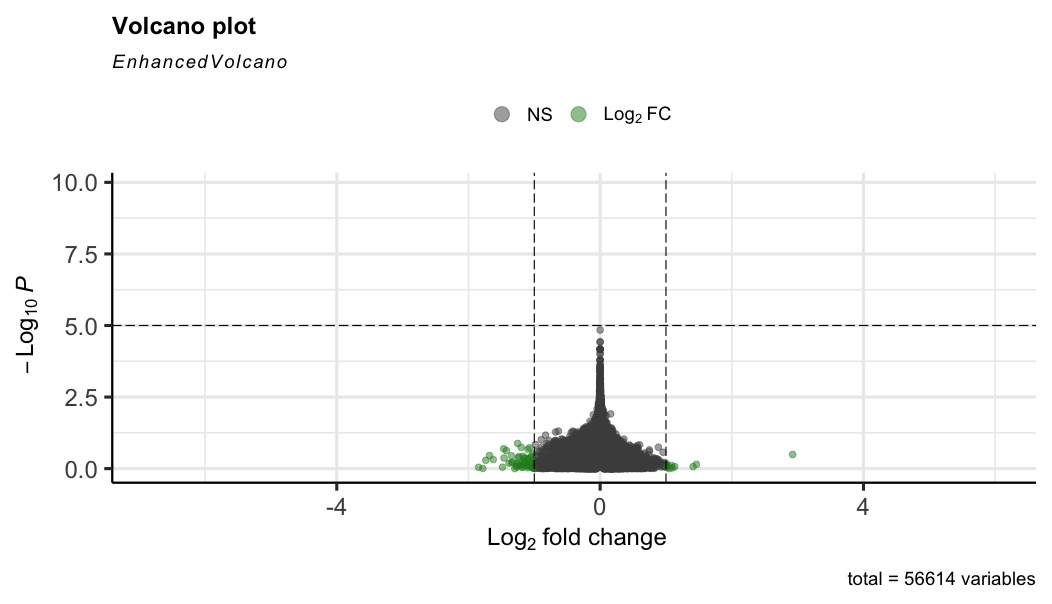 Volcano plot
EnhancedVolcano
NS Log₂ FC
10.0
7.5
5.0
2.5
0.0
−Log₁₀ P
-4 0 4
Log₂ fold change
total = 56614 variables